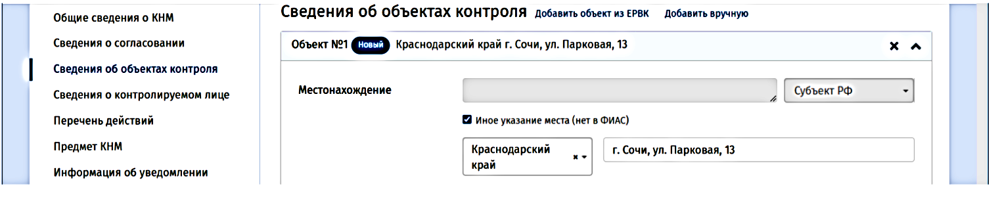 Общие сведения о КНМ
Сведения о согласовании
Сведения об объектах контроля
Сведения о контролируемом лице
Перечень действий
Предмет КНМ
Информация об уведомлении
Сведения об объектах контроля Добавить объект из ЕРВК Добавить вручную
Объект №1 Новый Краснодарский край г. Сочи, ул. Парковая, 13
Местонахождение
Субъект РФ
Иное указание места (нет в ФИАС)
Краснодарский
край
г. Сочи, ул. Парковая, 13